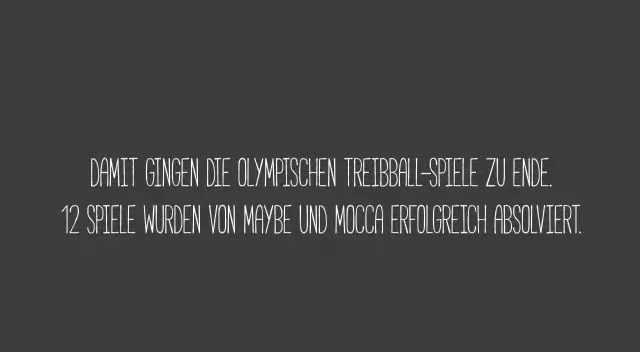 DAMIT GINGEN DIE OLYMPISCHEN TREIBBALL-SPIELE ZU ENDE.
12 SPIELE WURDEN VON MAYBE UND MOCCA ERFOLGREICH ABSOLVIERT.